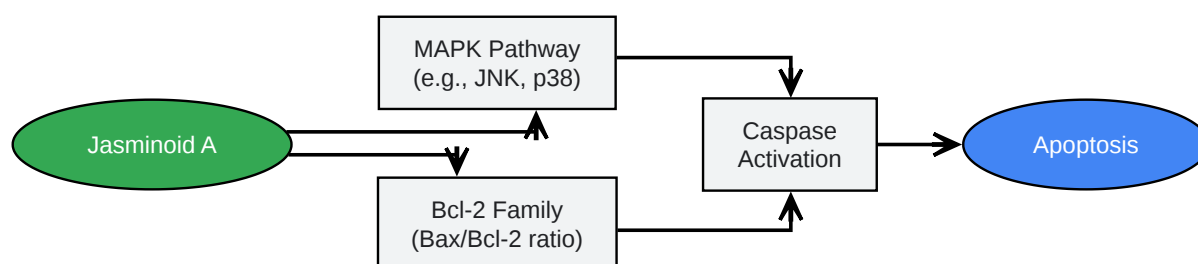 MAPK Pathway
(e.g., JNK, p38)
Jasminoid A
Caspase
Activation
Apoptosis
Bcl-2 Family
(Bax/Bcl-2 ratio)